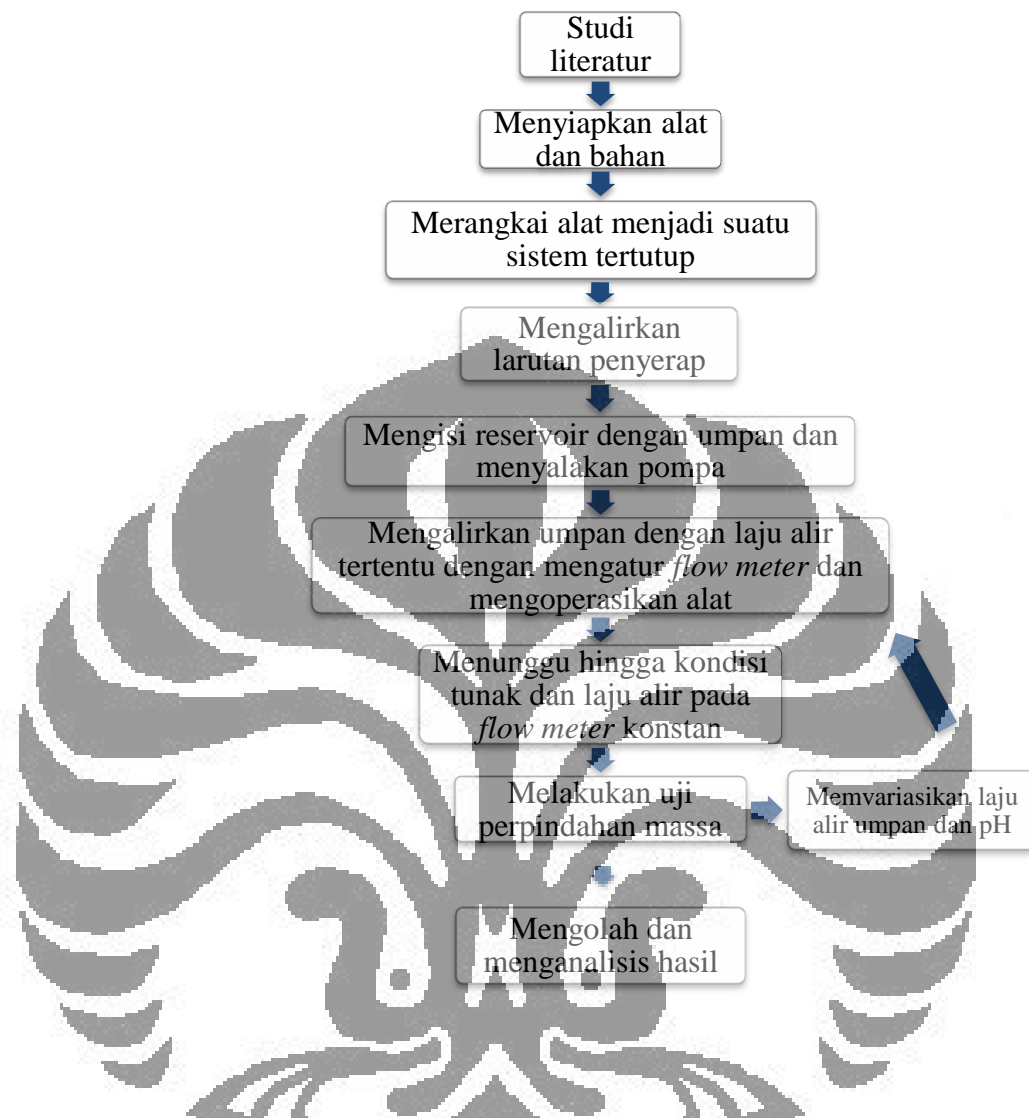 Studi
literatur
Menyiapkan alat
dan bahan
Merangkai alat menjadi suatu
sistem tertutup
Mengalirkan
larutan penyerap
Mengisi reservoir dengan umpan dan
menyalakan pompa
Mengalirkan umpan dengan laju alir
tertentu dengan mengatur flow meter dan
mengoperasikan alat
Menunggu hingga kondisi
tunak dan laju alir pada
flow meter konstan
Melakukan uji
perpindahan massa
Memvariasikan laju
alir umpan dan pH
Mengolah dan
menganalisis hasil